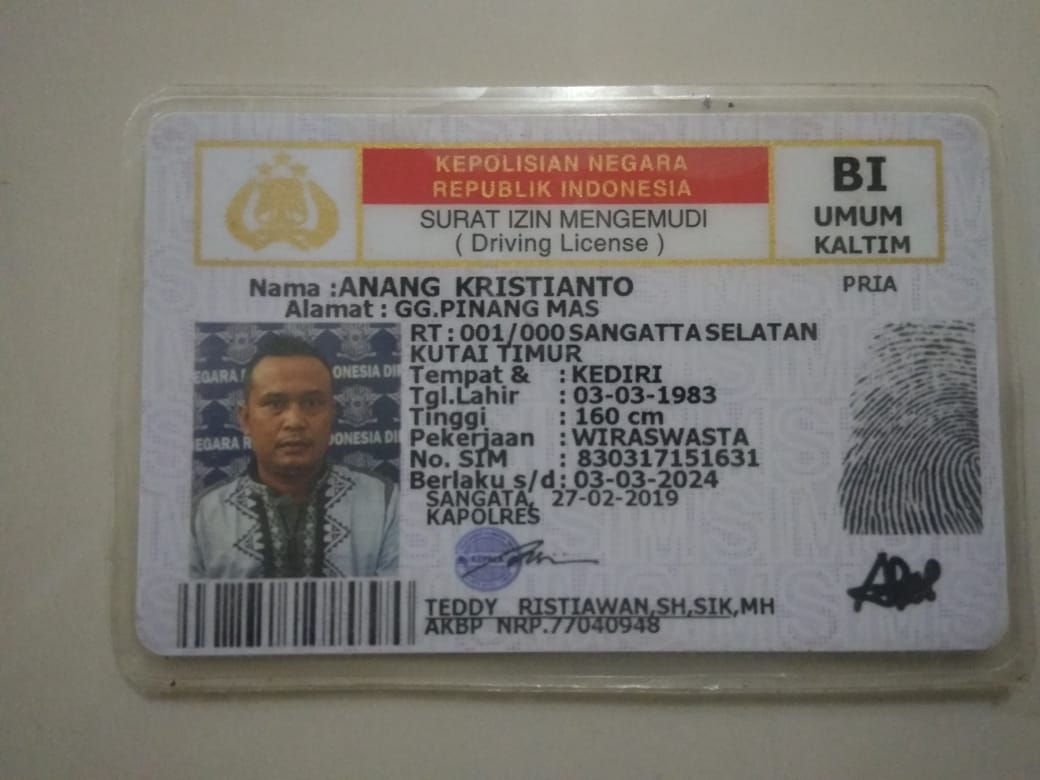 KEPOLISIAN NEGARA
REPUBLIK INDONESIA
SURAT IZIN MENGEMUDI
( Driving License )
BI
UMUM
KALTIM
Nama :ANANG KRISTIANTO
PRIA
Alamat : GG.PINANG MAS
RT : 001/000 SANGATTA SELATAN
KUTAI TIMUR
Tempat & : KEDIRI
Tgl.Lahir : 03-03-1983
Tinggi : 160 cm
Pekerjaan : WIRASWASTA
No. SIM : 830317151631
Berlaku s/d : 03-03-2024
SANGATA, 27-02-2019
KAPOLRES
TEDDY RISTIAWAN,SH,SIK,MH
AKBP NRP.77040948